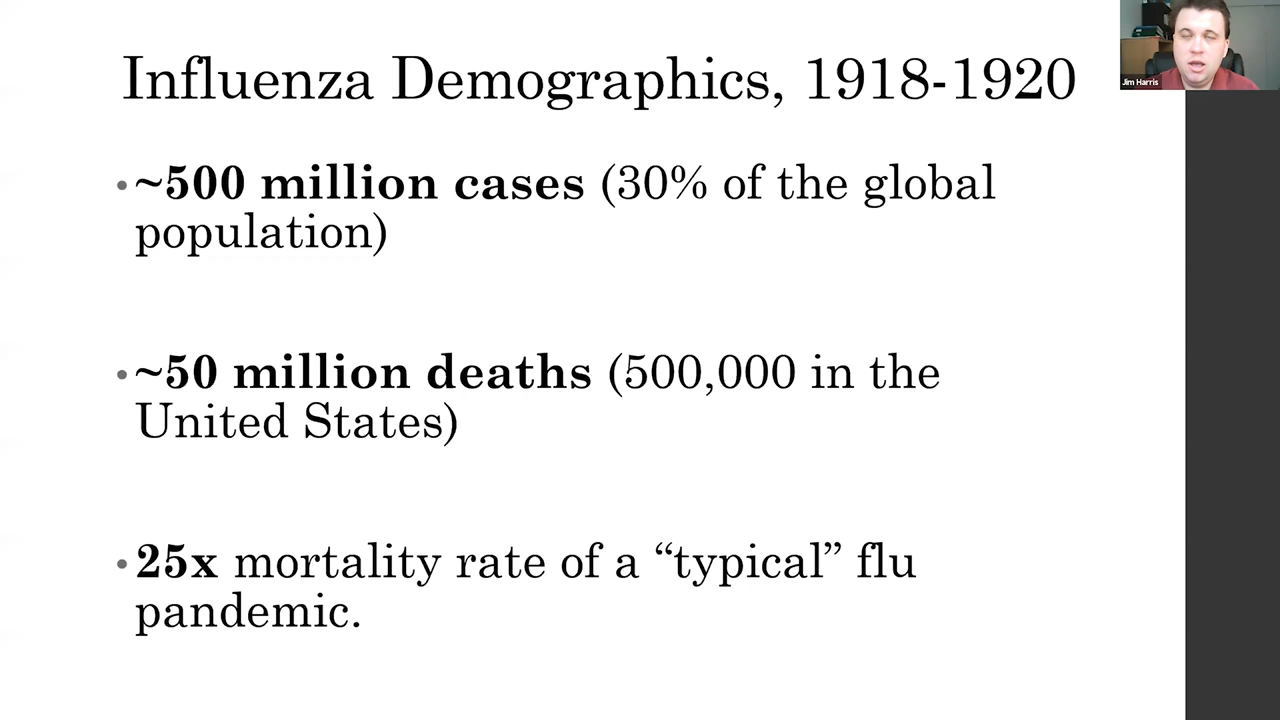 Influenza Demographics, 1918-1920
Jim Harris
•~500 million cases (30% of the global
population)
•~50 million deaths (500,000 in the
United States)
•25x mortality rate of a “typical” flu
pandemic.